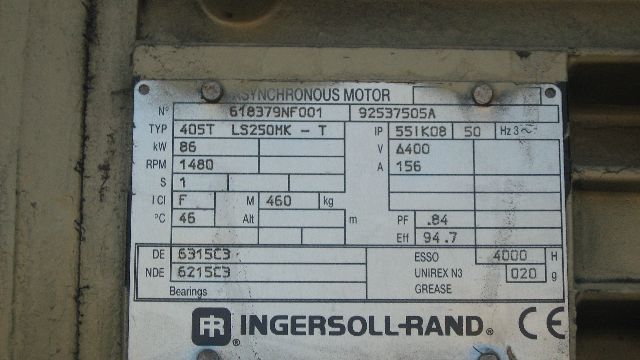 ASYNCHRONOUS MOTOR
N° 618379NF001 92537505A
TYP 405T LS250MK - T IP 55IK08 50 Hz 3~
kW 86 V Δ400
RPM 1480 A 156
S 1
ICl F M 460 kg
°C 46 Alt m PF .84
Eff 94.7
DE 6315C3 ESSO 4000 H
NDE 6215C3 UNIREX N3 020 g
Bearings GREASE
IR® INGERSOLL-RAND® CE